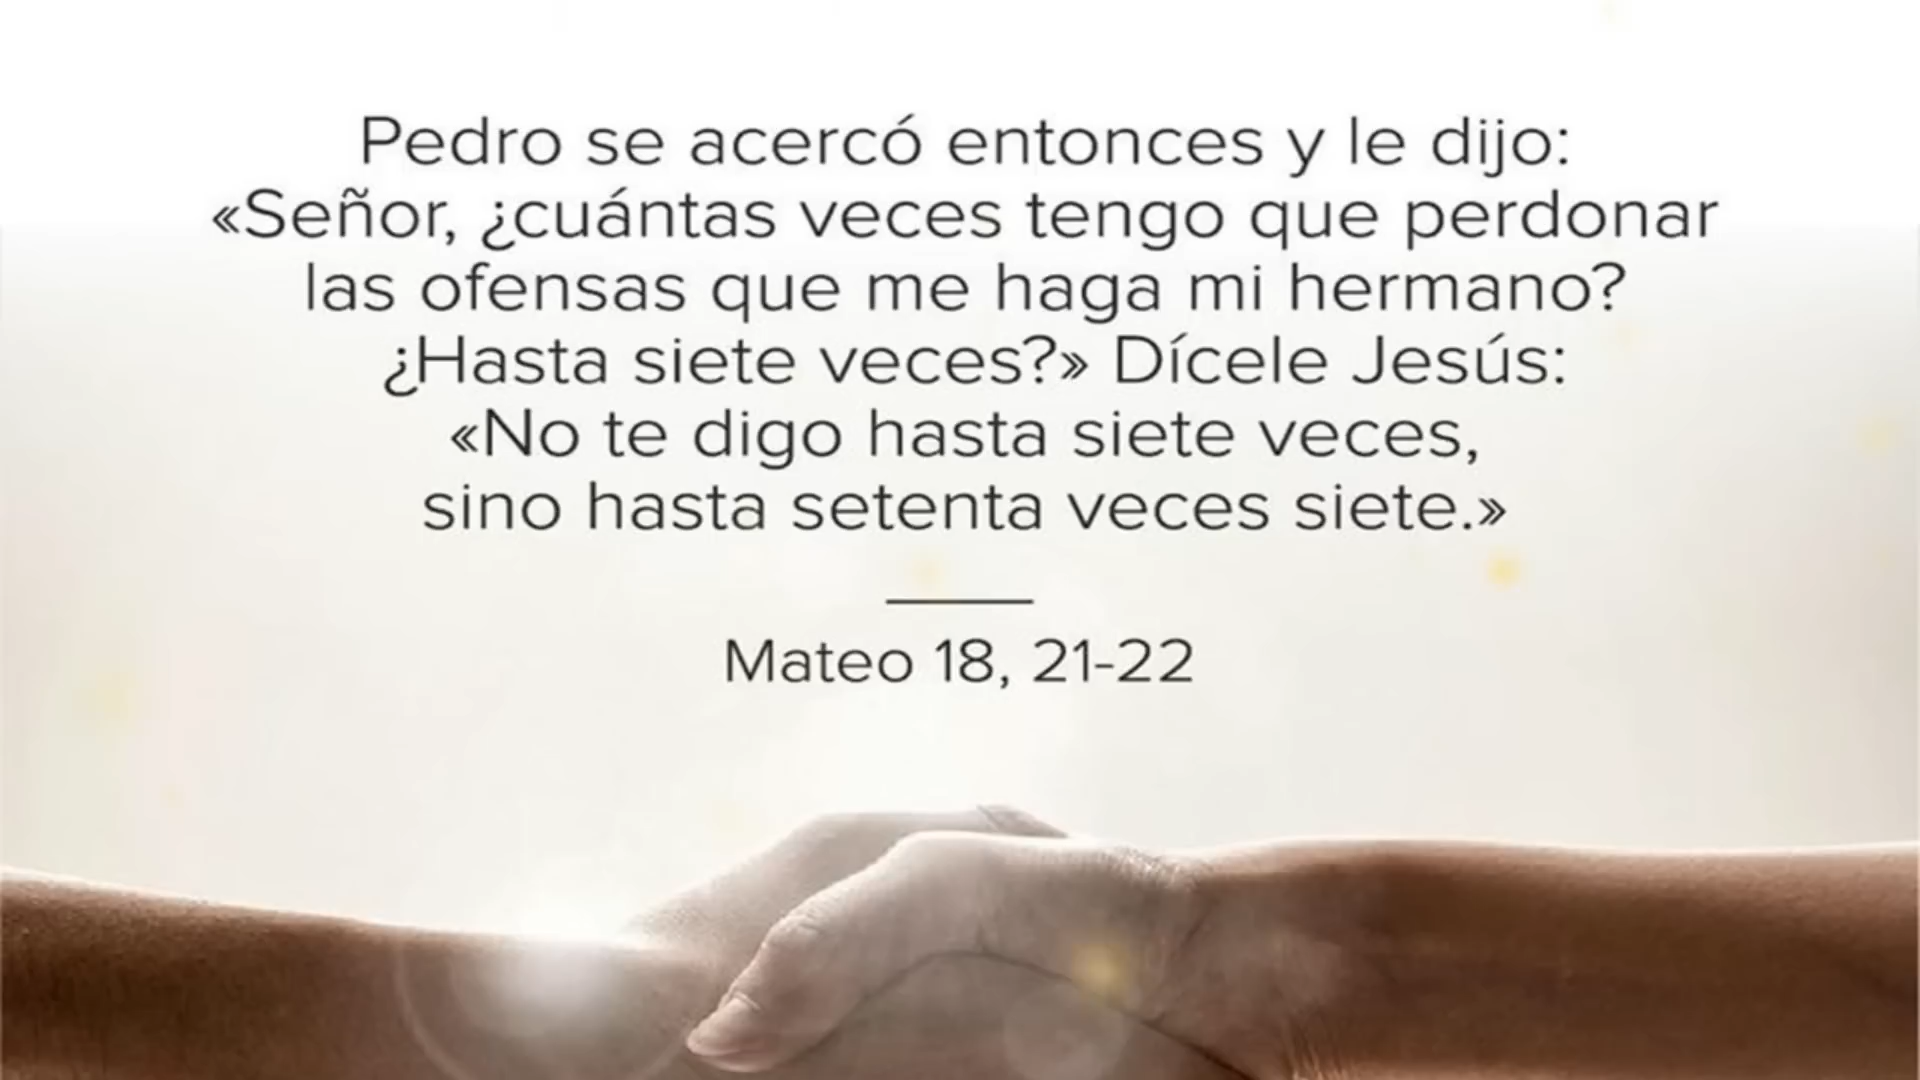 Pedro se acercó entonces y le dijo:
«Señor, ¿cuántas veces tengo que perdonar
las ofensas que me haga mi hermano?
¿Hasta siete veces?» Dícele Jesús:
«No te digo hasta siete veces,
sino hasta setenta veces siete.»
Mateo 18, 21-22